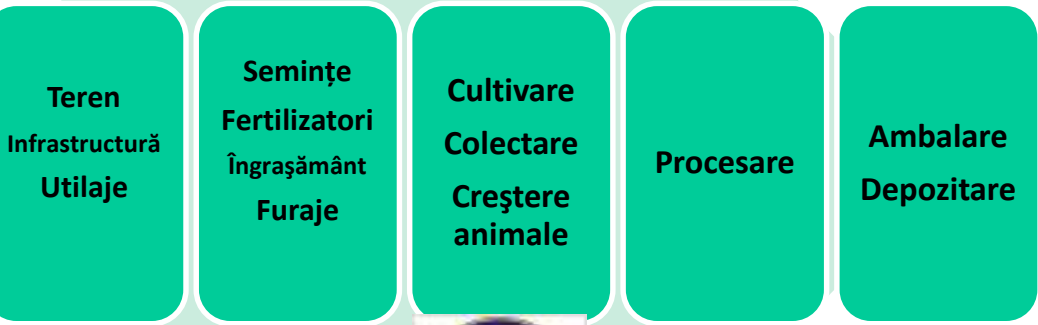 Teren
Infrastructură
Utilaje
Semințe
Fertilizatori
Îngraşământ
Furaje
Cultivare
Colectare
Creştere
animale
Procesare
Ambalare
Depozitare